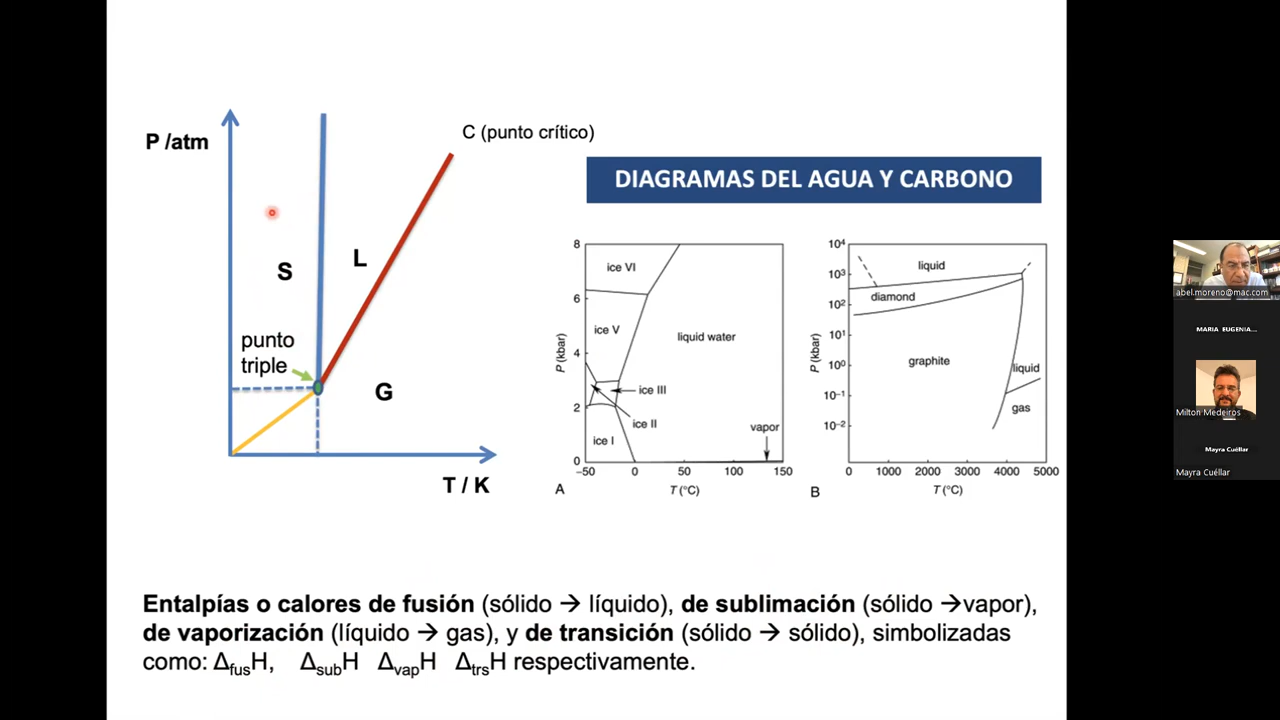 P /atm
C (punto crítico)
S
L
punto
triple
G
T / K
DIAGRAMAS DEL AGUA Y CARBONO
8
6
4
2
0
P (kbar)
ice VI
ice V
liquid water
ice III
ice II
ice I
vapor
−50
0
50
100
150
A
T (°C)
10⁴
10³
10²
10¹
10⁰
10⁻¹
10⁻²
P (kbar)
liquid
diamond
graphite
liquid
gas
0
1000
2000
3000
4000
5000
B
T (°C)
Entalpías o calores de fusión (sólido → líquido), de sublimación (sólido →vapor),
de vaporización (líquido → gas), y de transición (sólido → sólido), simbolizadas
como: ΔfusH, ΔsubH ΔvapH ΔtrsH respectivamente.
abel.moreno@mac.com
MARIA EUGENIA...
Milton Medeiros
Mayra Cuéllar
Mayra Cuéllar